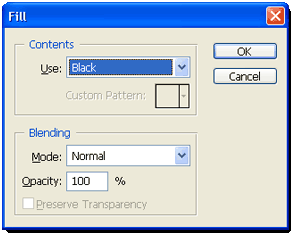 Fill
Contents
Use: Black
Custom Pattern:
OK
Cancel
Blending
Mode: Normal
Opacity: 100 %
Preserve Transparency